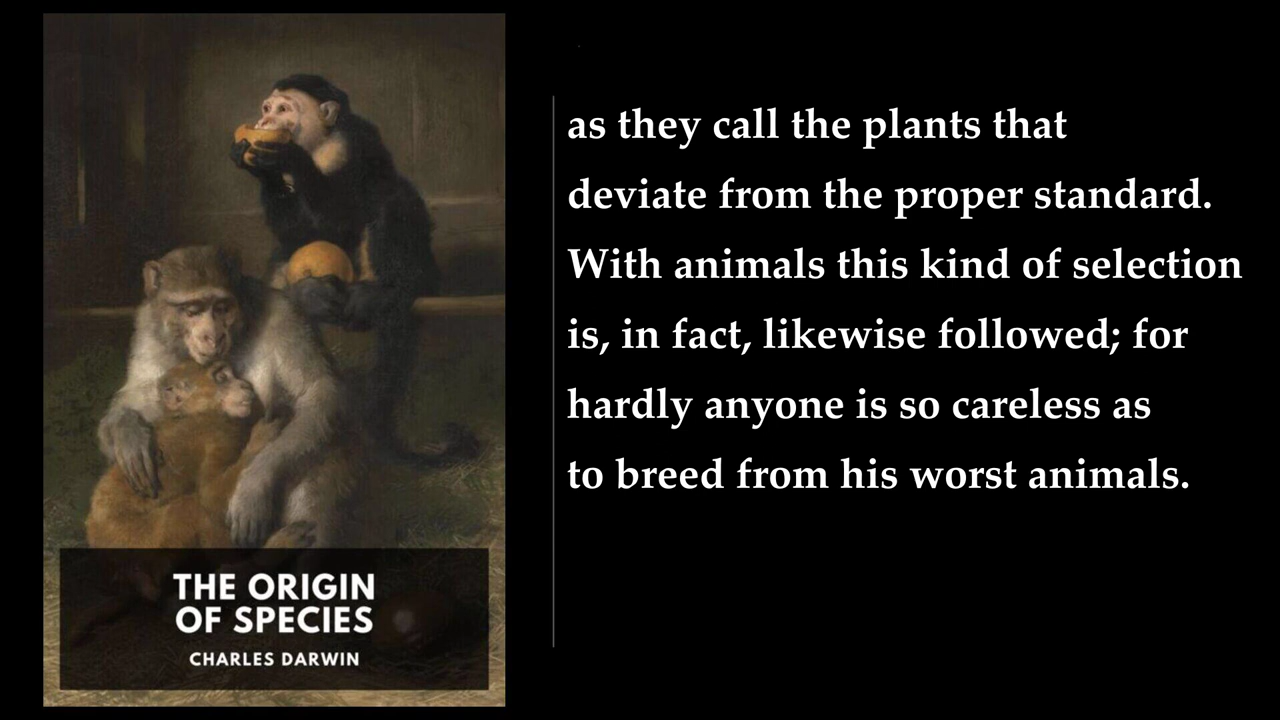 THE ORIGIN
OF SPECIES
CHARLES DARWIN
as they call the plants that
deviate from the proper standard.
With animals this kind of selection
is, in fact, likewise followed; for
hardly anyone is so careless as
to breed from his worst animals.